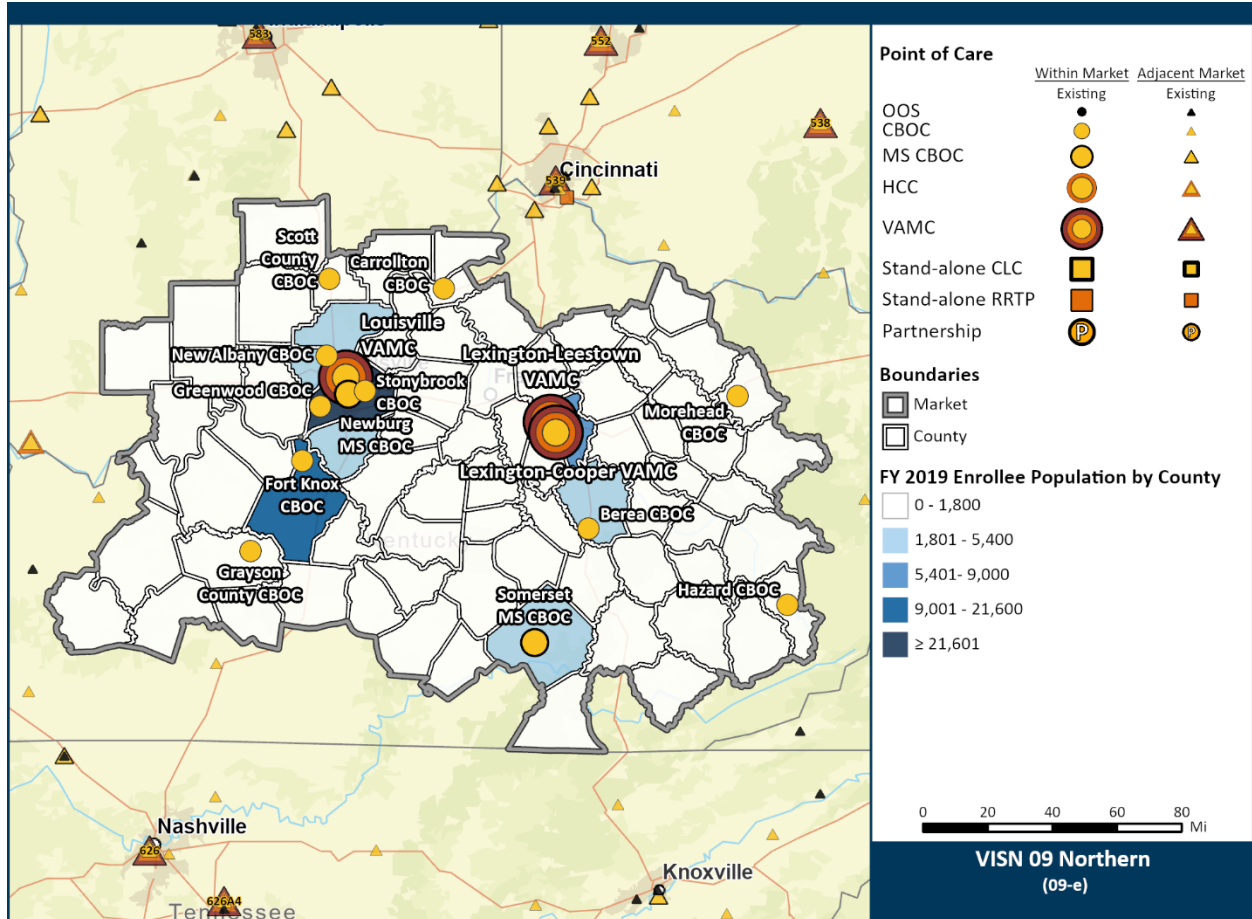 583
552
538
Cincinnati
539
Scott
County
CBOC
Carrollton
CBOC
Louisville
VAMC
New Albany CBOC
Greenwood CBOC
Stonybrook
CBOC
Newburg
MS CBOC
Lexington-Leestown
VAMC
Morehead
CBOC
Lexington-Cooper VAMC
Fort Knox
CBOC
Berea CBOC
Grayson
County CBOC
Somerset
MS CBOC
Hazard CBOC
Nashville
626
626A4
Tennessee
Knoxville
Point of Care
Within Market
Adjacent Market
Existing
Existing
OOS
CBOC
MS CBOC
HCC
VAMC
Stand-alone CLC
Stand-alone RRTP
Partnership
P
P
Boundaries
Market
County
FY 2019 Enrollee Population by County
0 - 1,800
1,801 - 5,400
5,401- 9,000
9,001 - 21,600
≥ 21,601
0 20 40 60 80
Mi
VISN 09 Northern
(09-e)